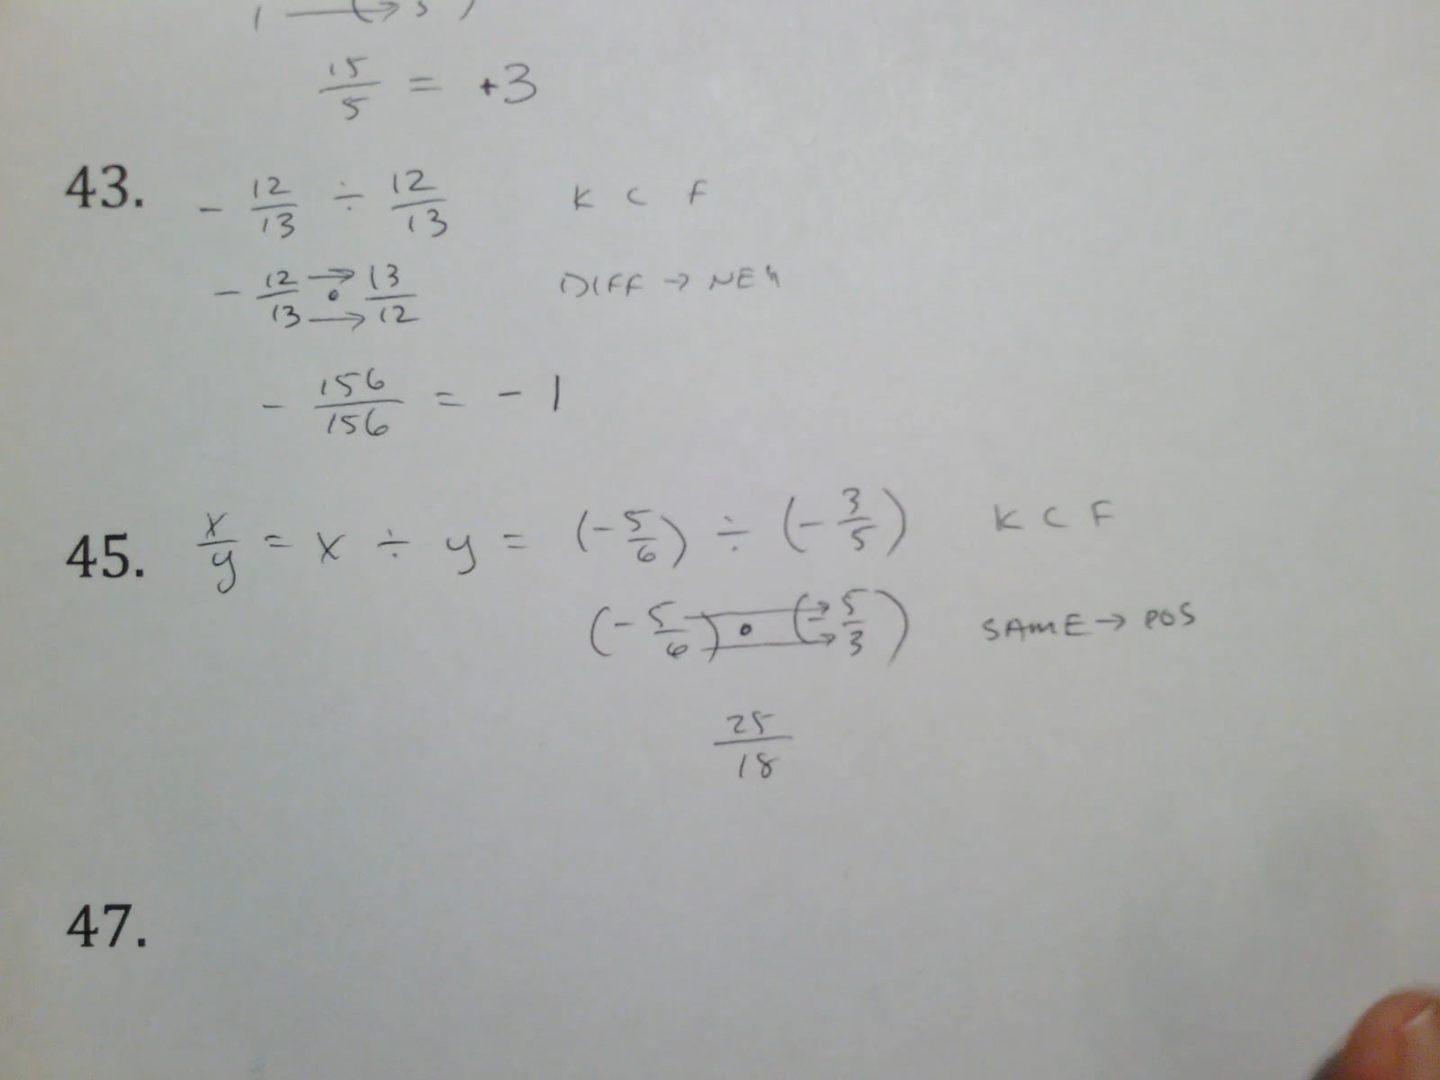 15/5 = +3
43. - 12/13 ÷ 12/13 K C F
- 12/13 • 13/12 DIFF → NEG
- 156/156 = - 1
45. x/y = x ÷ y = (- 5/6) ÷ (- 3/5) K C F
(- 5/6) • (- 5/3) SAME → POS
25/18
47.